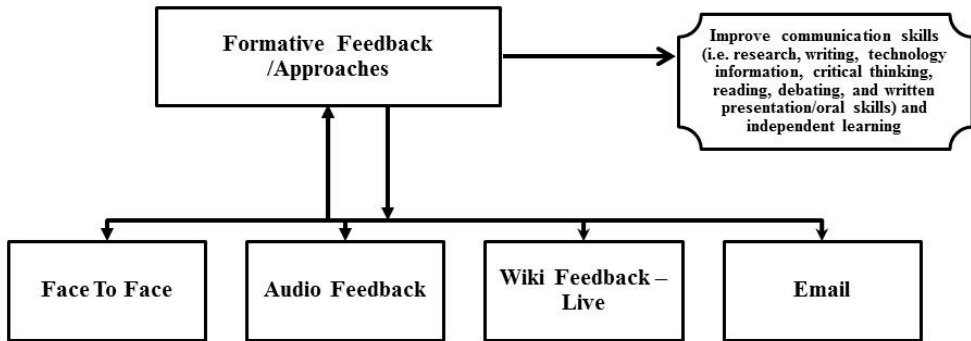 Formative Feedback
/Approaches
Improve communication skills
(i.e. research, writing, technology
information, critical thinking,
reading, debating, and written
presentation/oral skills) and
independent learning
Face To Face
Audio Feedback
Wiki Feedback –
Live
Email